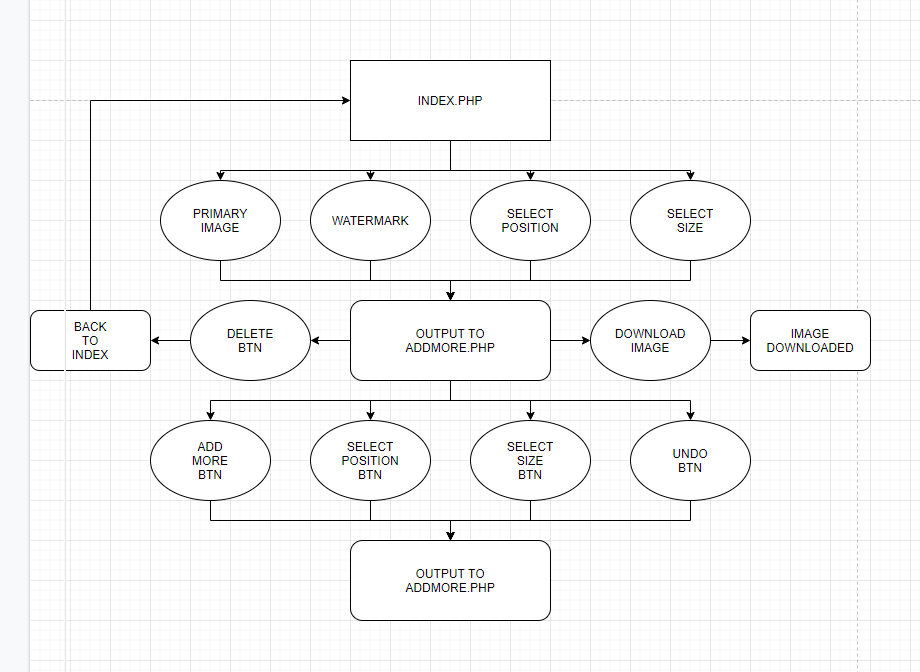 INDEX.PHP
PRIMARY
IMAGE
WATERMARK
SELECT
POSITION
SELECT
SIZE
BACK
TO
INDEX
DELETE
BTN
OUTPUT TO
ADDMORE.PHP
DOWNLOAD
IMAGE
IMAGE
DOWNLOADED
ADD
MORE
BTN
SELECT
POSITION
BTN
SELECT
SIZE
BTN
UNDO
BTN
OUTPUT TO
ADDMORE.PHP